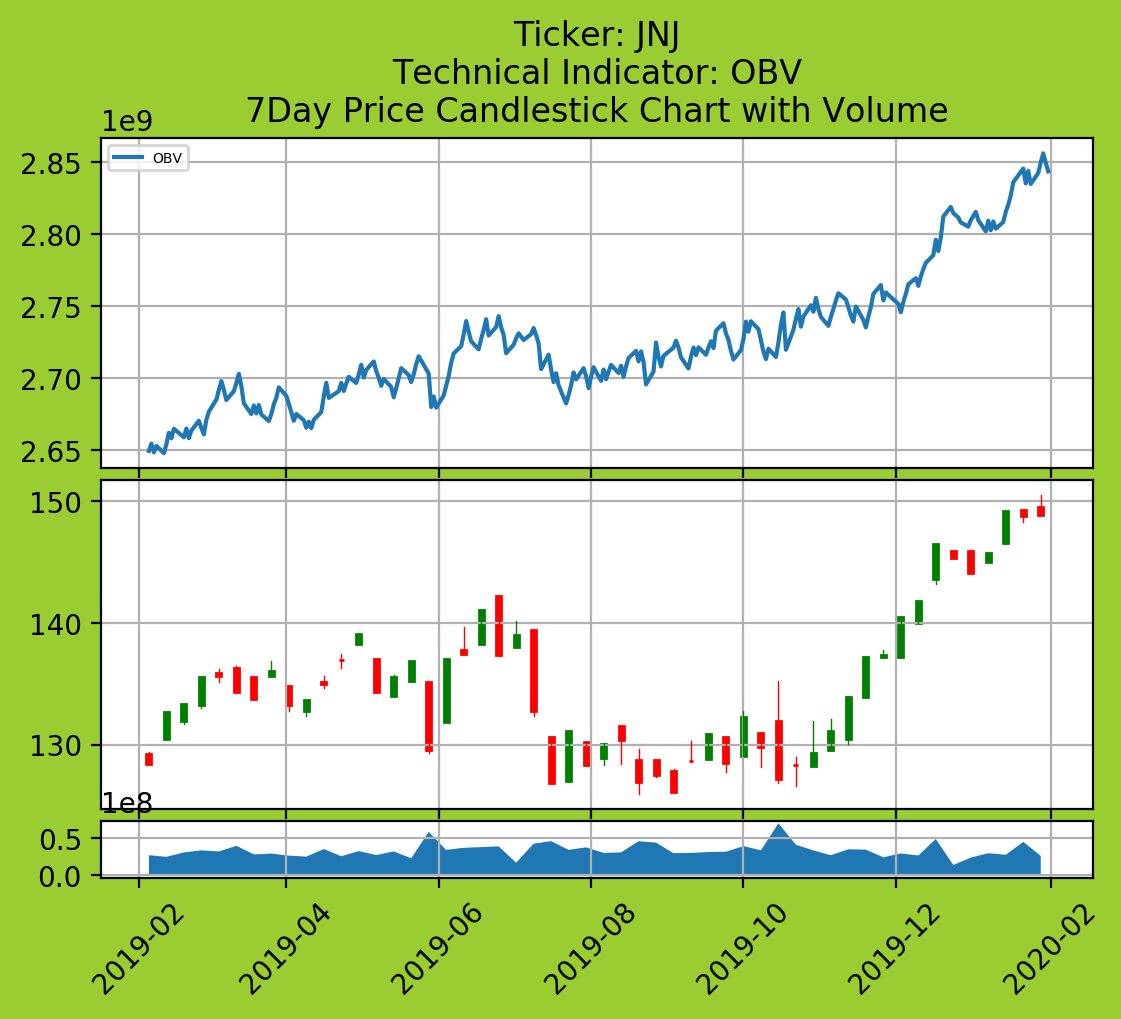 Ticker: JNJ
Technical Indicator: OBV
7Day Price Candlestick Chart with Volume
1e9
OBV
2.85
2.80
2.75
2.70
2.65
150
140
130
1e8
0.5
0.0
2019-02
2019-04
2019-06
2019-08
2019-10
2019-12
2020-02